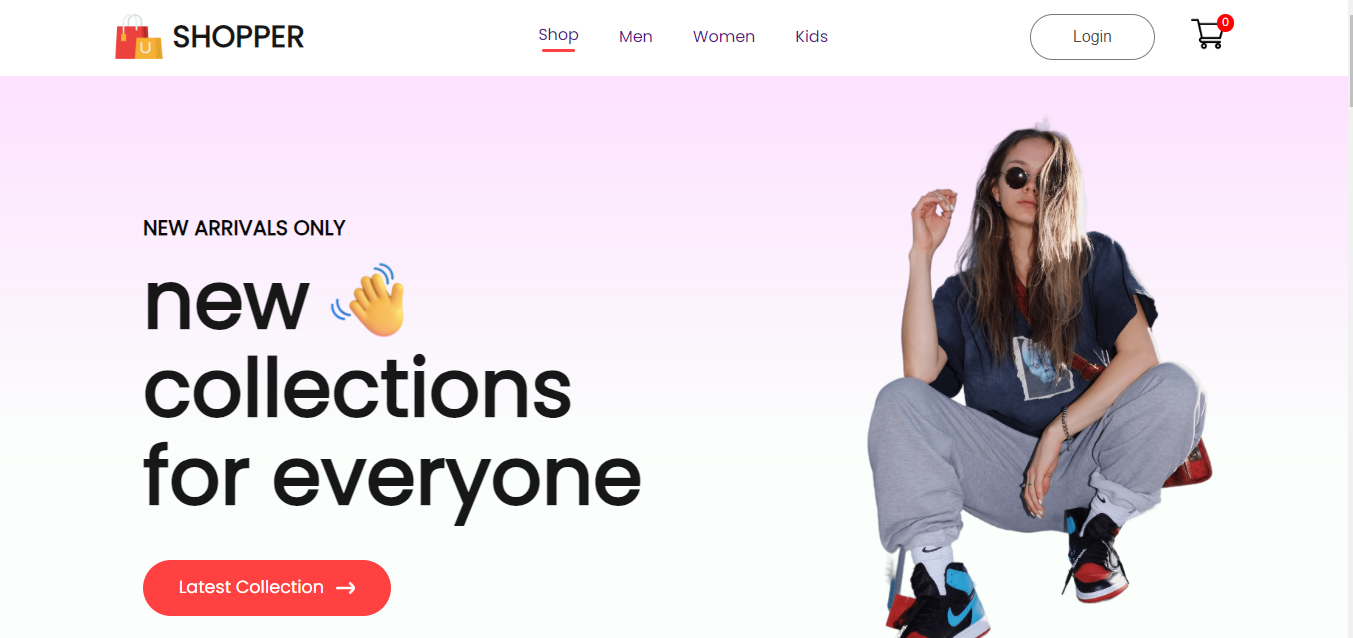 U
SHOPPER
Shop
Men
Women
Kids
Login
0
NEW ARRIVALS ONLY
new 👋
collections
for everyone
Latest Collection →